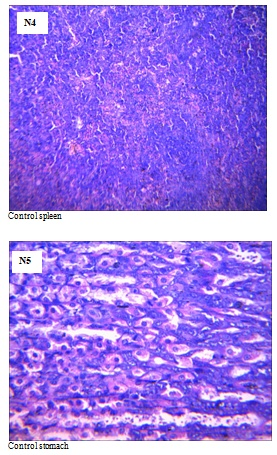 N4
Control spleen
N5
Control stomach